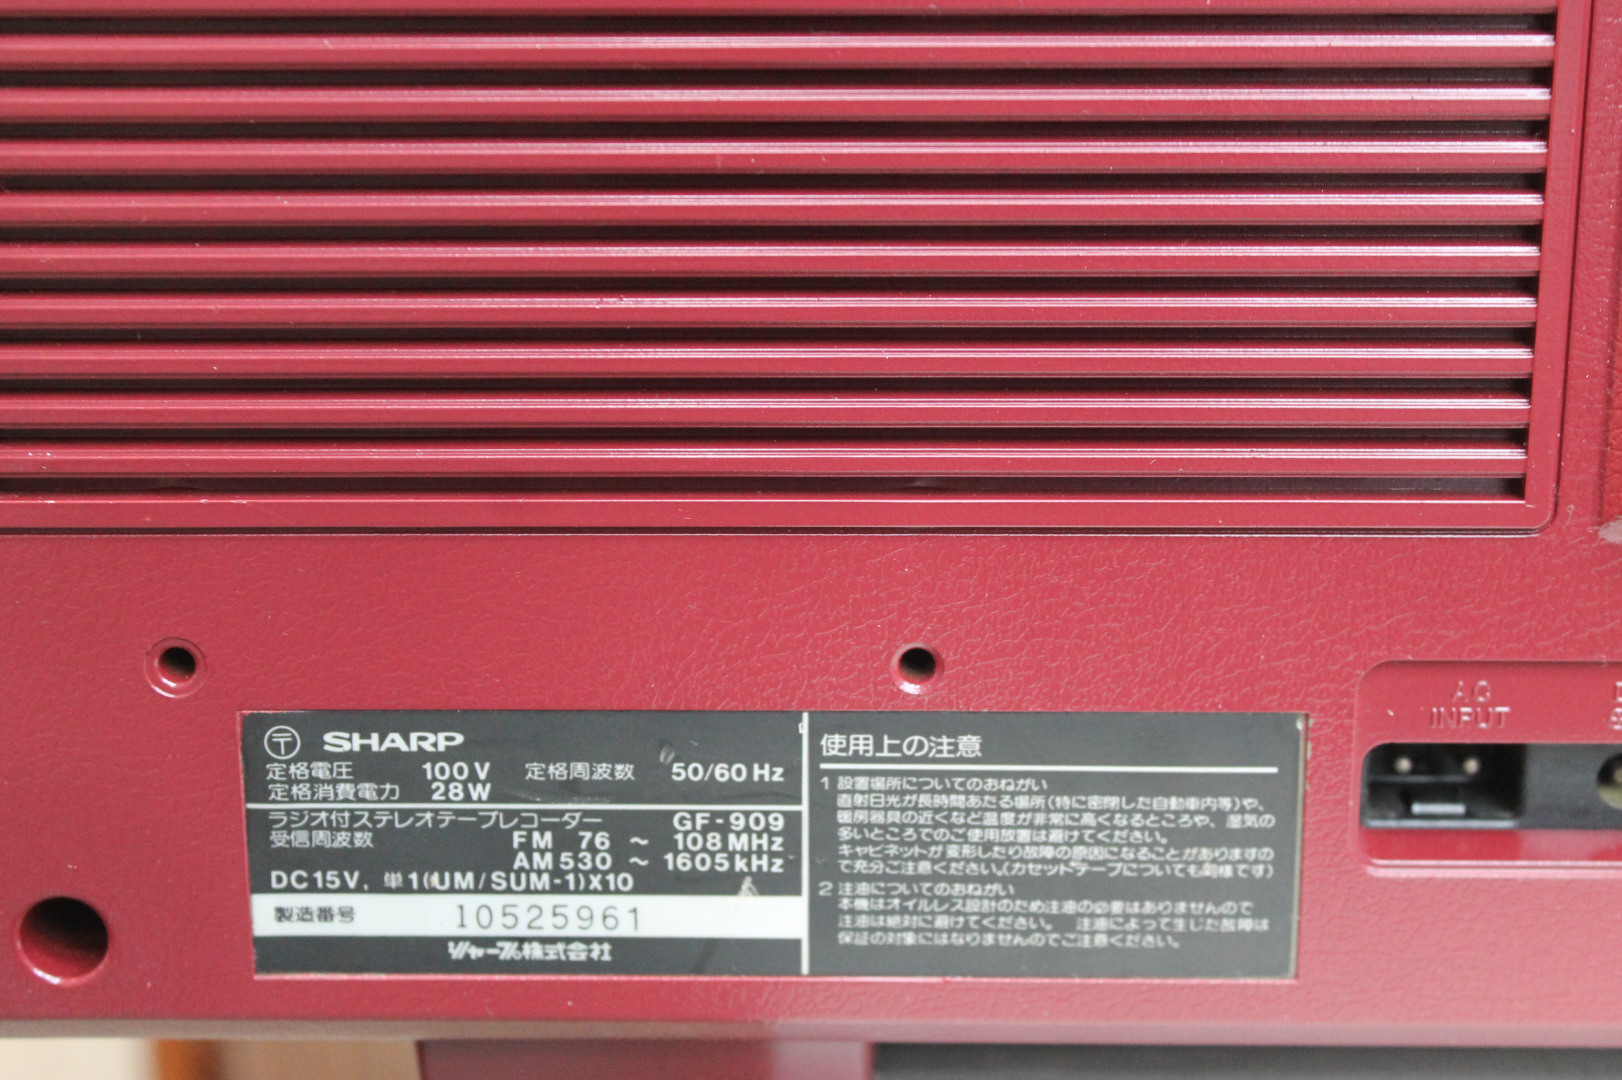 〒 SHARP
定格電圧 100V 定格周波数 50/60Hz
定格消費電力 28W
ラジオ付ステレオテープレコーダー GF-909
受信周波数 FM 76 ～ 108MHz
AM530 ～ 1605kHz
DC15V, 単1(UM/SUM-1)X10
製造番号 10525961
シャープ株式会社
使用上の注意
1 設置場所についてのおねがい
直射日光が長時間あたる場所(特に密閉した自動車内等)や、
暖房器具の近くなど温度が非常に高くなるところや、湿気の
多いところでのご使用放置は避けてください。
キャビネットが変形したり故障の原因になることがありますの
で充分ご注意ください。(カセットテープについても同様です)
2 注油についてのおねがい
本機はオイルレス設計のため注油の必要はありませんので
注油は絶対に避けてください。 注油によって生じた故障は
保証の対象にはなりませんのでご注意ください。
AC
INPUT